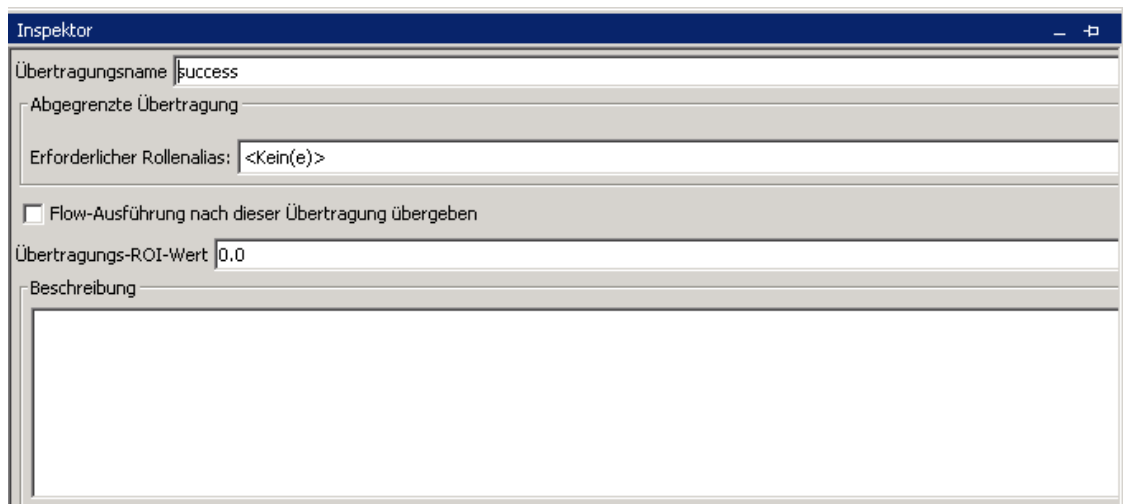 Inspektor
Übertragungsname success
Abgegrenzte Übertragung
Erforderlicher Rollenalias: <Kein(e)>
Flow-Ausführung nach dieser Übertragung übergeben
Übertragungs-ROI-Wert 0.0
Beschreibung